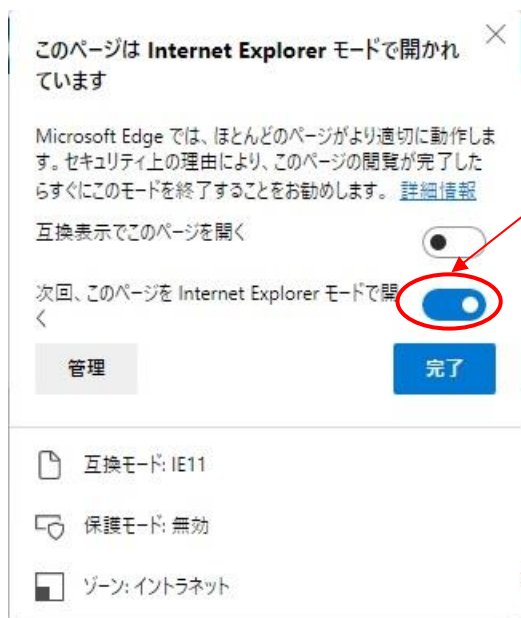 このページは Internet Explorer モードで開かれ
ています
Microsoft Edge では、ほとんどのページがより適切に動作しま
す。セキュリティ上の理由により、このページの閲覧が完了した
らすぐにこのモードを終了することをお勧めします。 詳細情報
互換表示でこのページを開く
次回、このページを Internet Explorer モードで開
く
管理
完了
互換モード: IE11
保護モード: 無効
ゾーン: イントラネット